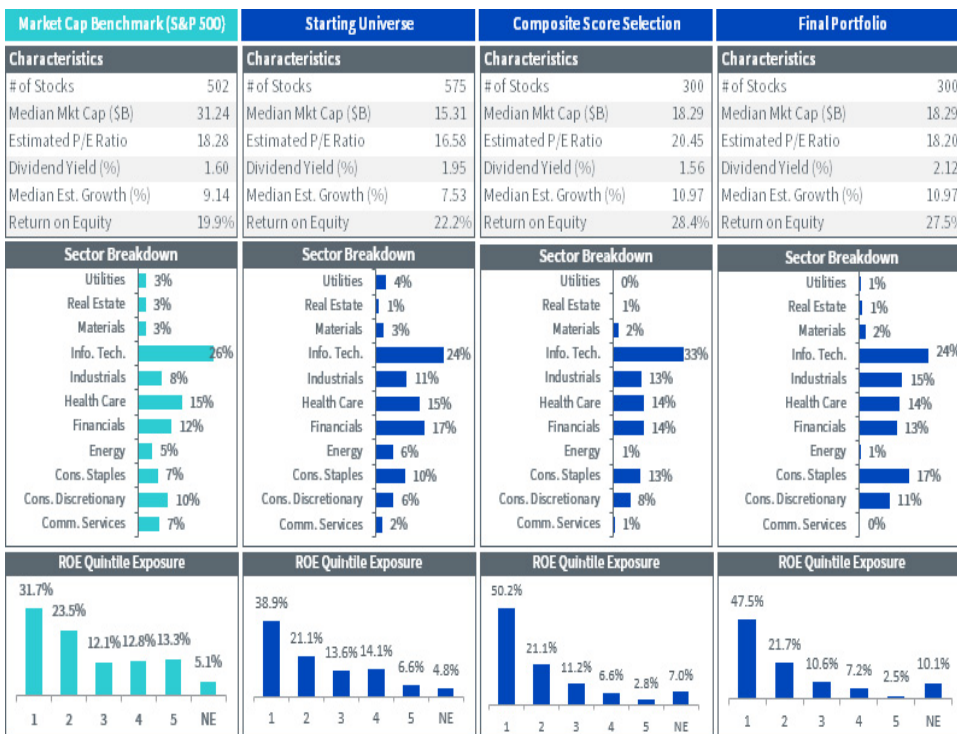 Market Cap Benchmark (S&P 500)
Characteristics
# of Stocks 502
Median Mkt Cap ($B) 31.24
Estimated P/E Ratio 18.28
Dividend Yield (%) 1.60
Median Est. Growth (%) 9.14
Return on Equity 19.9%
Sector Breakdown
Utilities 3%
Real Estate 3%
Materials 3%
Info. Tech. 26%
Industrials 8%
Health Care 15%
Financials 12%
Energy 5%
Cons. Staples 7%
Cons. Discretionary 10%
Comm. Services 7%
ROE Quintile Exposure
31.7% 23.5% 12.1% 12.8% 13.3% 5.1%
1 2 3 4 5 NE
Starting Universe
Characteristics
# of Stocks 575
Median Mkt Cap ($B) 15.31
Estimated P/E Ratio 16.58
Dividend Yield (%) 1.95
Median Est. Growth (%) 7.53
Return on Equity 22.2%
Sector Breakdown
Utilities 4%
Real Estate 1%
Materials 3%
Info. Tech. 24%
Industrials 11%
Health Care 15%
Financials 17%
Energy 6%
Cons. Staples 10%
Cons. Discretionary 6%
Comm. Services 2%
ROE Quintile Exposure
38.9% 21.1% 13.6% 14.1% 6.6% 4.8%
1 2 3 4 5 NE
Composite Score Selection
Characteristics
# of Stocks 300
Median Mkt Cap ($B) 18.29
Estimated P/E Ratio 20.45
Dividend Yield (%) 1.56
Median Est. Growth (%) 10.97
Return on Equity 28.4%
Sector Breakdown
Utilities 0%
Real Estate 1%
Materials 2%
Info. Tech. 33%
Industrials 13%
Health Care 14%
Financials 14%
Energy 1%
Cons. Staples 13%
Cons. Discretionary 8%
Comm. Services 1%
ROE Quintile Exposure
50.2% 21.1% 11.2% 6.6% 2.8% 7.0%
1 2 3 4 5 NE
Final Portfolio
Characteristics
# of Stocks 300
Median Mkt Cap ($B) 18.29
Estimated P/E Ratio 18.20
Dividend Yield (%) 2.12
Median Est. Growth (%) 10.97
Return on Equity 27.5%
Sector Breakdown
Utilities 1%
Real Estate 1%
Materials 2%
Info. Tech. 24%
Industrials 15%
Health Care 14%
Financials 13%
Energy 1%
Cons. Staples 17%
Cons. Discretionary 11%
Comm. Services 0%
ROE Quintile Exposure
47.5% 21.7% 10.6% 7.2% 2.5% 10.1%
1 2 3 4 5 NE